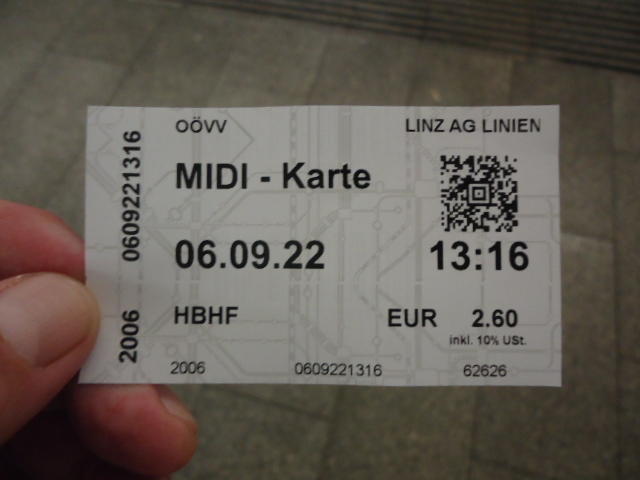 OÖVV LINZ AG LINIEN
MIDI - Karte
06.09.22 13:16
HBHF EUR 2.60
inkl. 10% USt.
2006 0609221316 62626
2006 0609221316